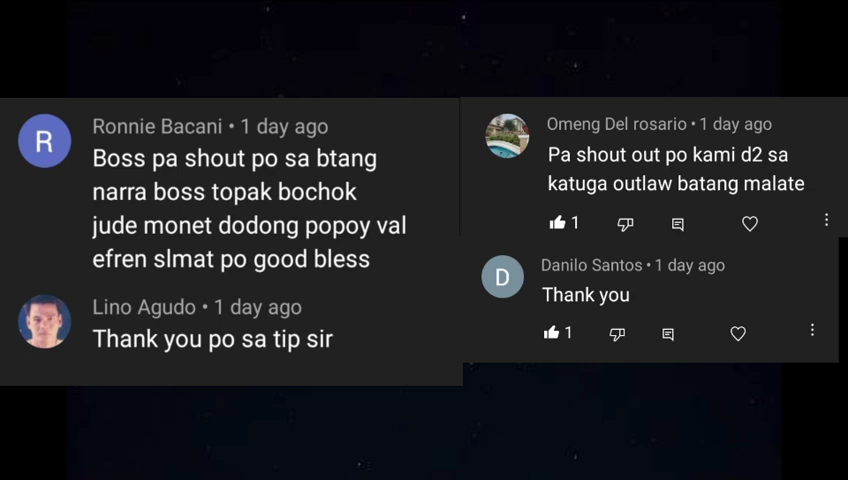 Ronnie Bacani • 1 day ago
Boss pa shout po sa btang
narra boss topak bochok
jude monet dodong popoy val
efren slmat po good bless
Lino Agudo • 1 day ago
Thank you po sa tip sir
Omeng Del rosario • 1 day ago
Pa shout out po kami d2 sa
katuga outlaw batang malate
1
Danilo Santos • 1 day ago
Thank you
1
R
D